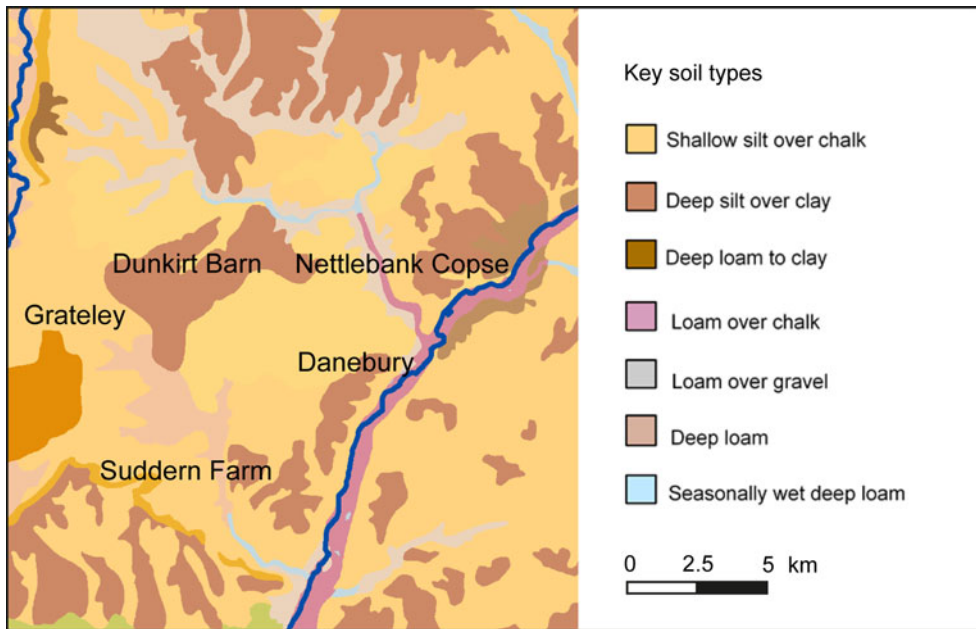 Dunkirt Barn
Nettlebank Copse
Grateley
Danebury
Suddern Farm
Key soil types
Shallow silt over chalk
Deep silt over clay
Deep loam to clay
Loam over chalk
Loam over gravel
Deep loam
Seasonally wet deep loam
0 2.5 5 km